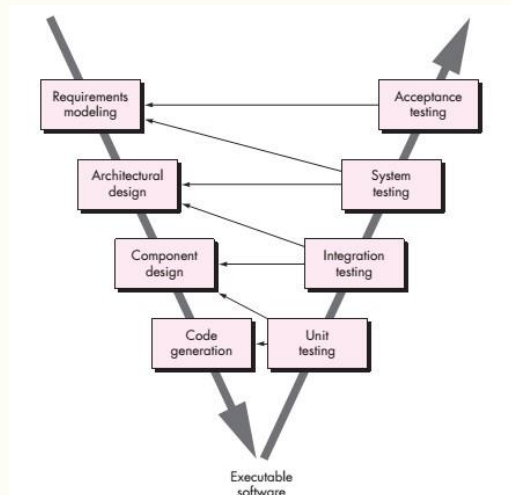 Requirements
modeling
Acceptance
testing
Architectural
design
System
testing
Component
design
Integration
testing
Code
generation
Unit
testing
Executable
software